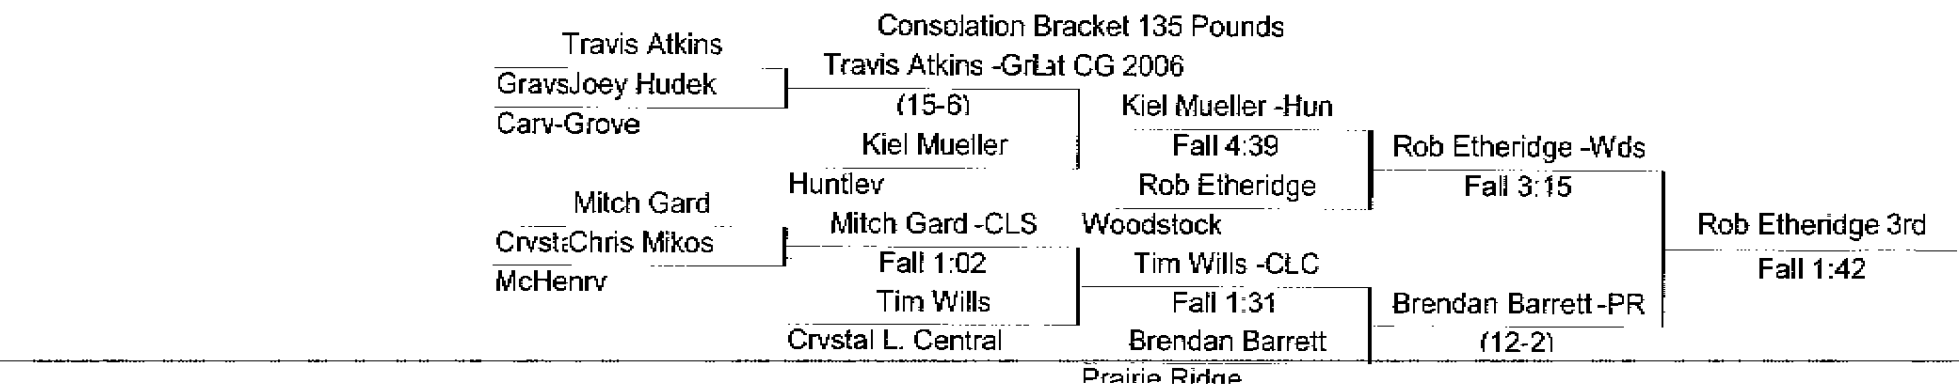 Consolation Bracket 135 Pounds
Travis Atkins
Travis Atkins -GrLat CG 2006
GravsJoey Hudek
(15-6)
Kiel Mueller -Hun
Carv-Grove
Kiel Mueller
Fall 4:39
Rob Etheridge -Wds
Huntlev
Rob Etheridge
Fall 3:15
Mitch Gard
Mitch Gard -CLS
Woodstock
Rob Etheridge 3rd
CrvstaChris Mikos
Fall 1:02
Tim Wills -CLC
Fall 1:42
McHenrv
Tim Wills
Fall 1:31
Brendan Barrett -PR
Crvstal L. Central
Brendan Barrett
(12-2)
Prairie Ridge